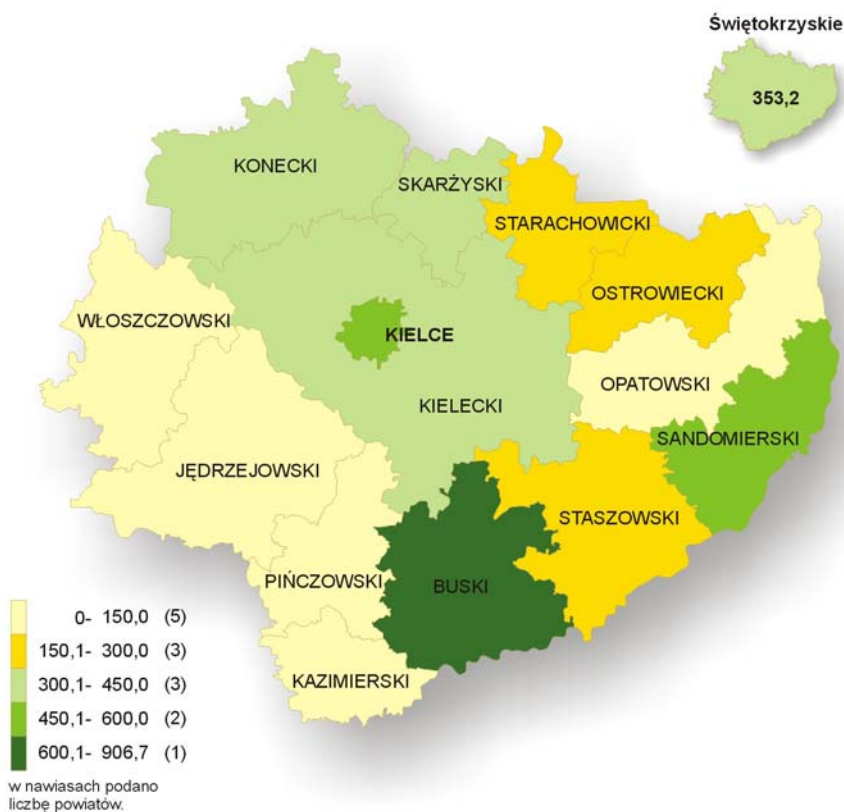 Świętokrzyskie
353,2
KONECKI
SKARŻYSKI
STARACHOWICKI
OSTROWIECKI
WŁOSZCZOWSKI
KIELCE
OPATOWSKI
KIELECKI
SANDOMIERSKI
JĘDRZEJOWSKI
STASZOWSKI
PIŃCZOWSKI
BUSKI
KAZIMIERSKI
0- 150,0 (5)
150,1- 300,0 (3)
300,1- 450,0 (3)
450,1- 600,0 (2)
600,1- 906,7 (1)
w nawiasach podano
liczbę powiatów.